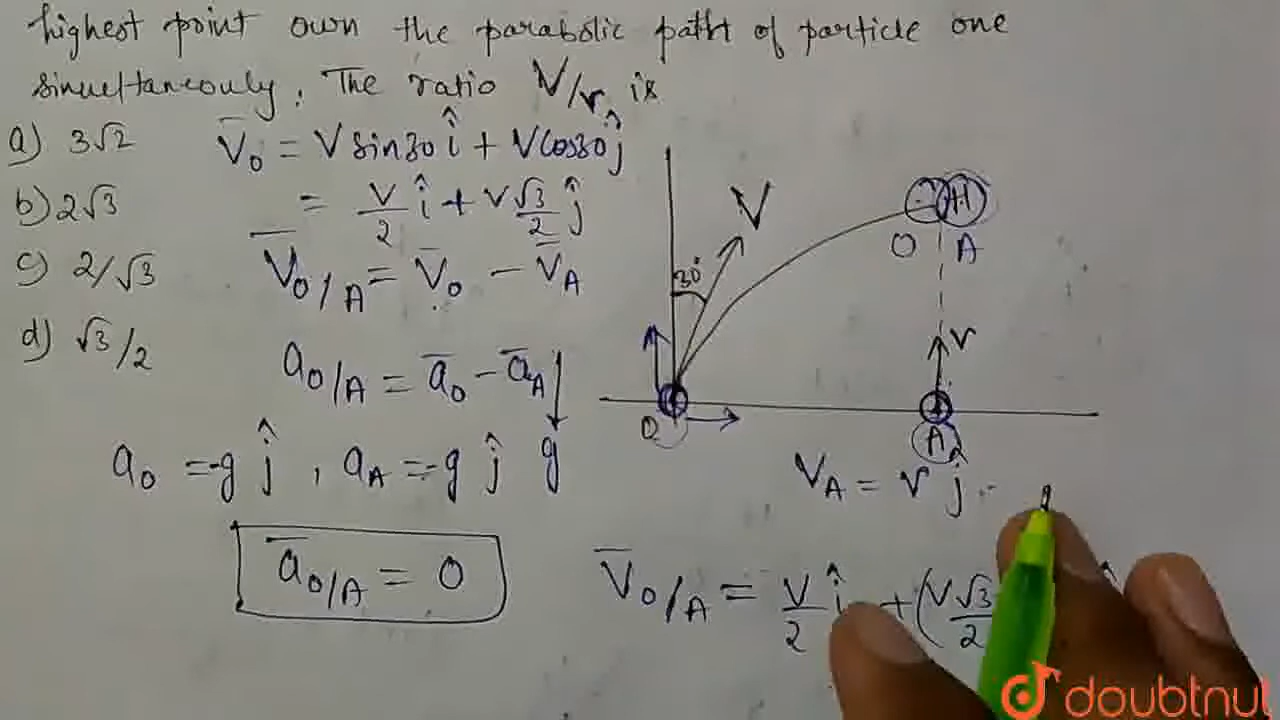 highest point own the parabolic path of particle one
simultaneouly. The ratio V/r is
a) 3√2
b) 2√3
c) 2/√3
d) √3/2
V̄₀ = V sin30 î + V cos30 ĵ
= V/2 î + V√3/2 ĵ
V̄₀/A = V̄₀ − V̄A
a₀/A = ā₀ − āA
g
a₀ = -g ĵ , aA = -g ĵ
ā₀/A = 0
V
30°
O
A
H
r
O
A
VA = r ĵ
V̄₀/A = V/2 î + (V√3/2
doubtnut